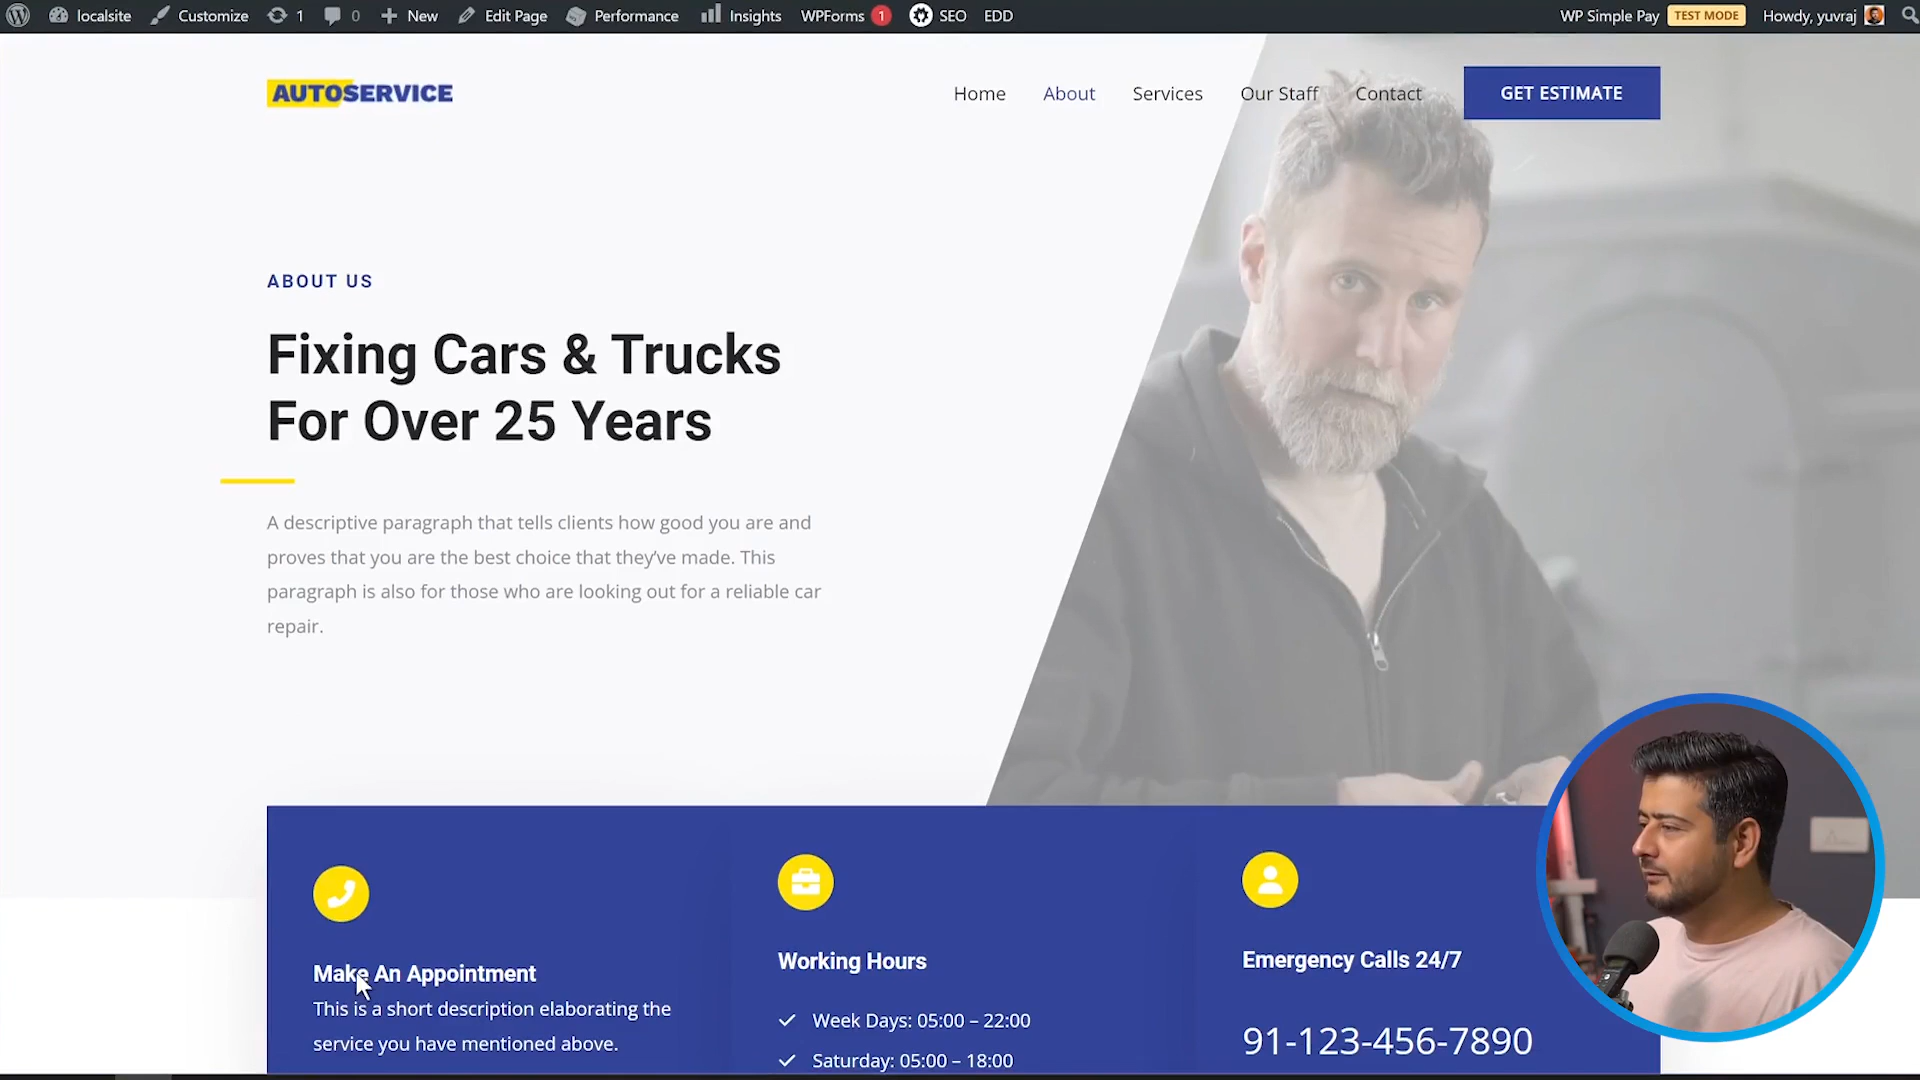 localsite Customize 1 0 New Edit Page Performance Insights WPForms 1 SEO EDD WP Simple Pay TEST MODE Howdy, yuvraj
AUTOSERVICE
Home About Services Our Staff Contact GET ESTIMATE
ABOUT US
Fixing Cars & Trucks
For Over 25 Years
A descriptive paragraph that tells clients how good you are and
proves that you are the best choice that they’ve made. This
paragraph is also for those who are looking out for a reliable car
repair.
Make An Appointment
This is a short description elaborating the
service you have mentioned above.
Working Hours
Week Days: 05:00 – 22:00
Saturday: 05:00 – 18:00
Emergency Calls 24/7
91-123-456-7890